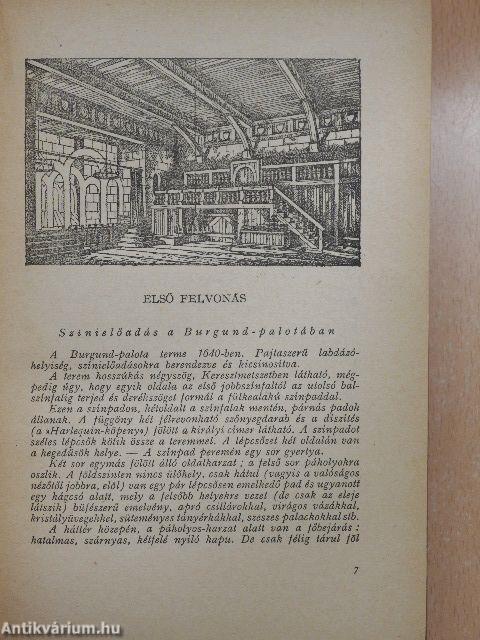 ELSŐ FELVONÁS
Szinielőadás a Burgund-palotában
A Burgund-palota terme 1640-ben. Pajtaszerű labdázó-
helyiség, szinielőadásokra berendezve és kicsinosítva.
A terem hosszúkás négyszög, Keresztmetszetben látható, még-
pedig úgy, hogy egyik oldala az első jobbszínfaltól az utolsó bal-
színfalig terjed és derékszöget formál a fülkealakú színpaddal.
Ezen a színpadon, kétoldalt a színfalak mentén, párnás padok
állanak. A függöny két félrevonható szőnyegdarab és a díszítés
(a »Harlequin-köpeny«) fölött a királyi címer látható. A színpadot
széles lépcsők kötik össze a teremmel. A lépcsőzet két oldalán van
a hegedűsök helye. — A színpad peremén egy sor gyertya.
Két sor egymás fölött álló oldalkarzat; a felső sor páholyokra
oszlik. A földszinten nincs ülőhely, csak hátul (vagyis a valóságos
nézőtől jobbra, elől) van egy pár lépcsősen emelkedő pad és ugyanott
egy hágcsó alatt, mely a felsőbb helyekre vezet (de csak az eleje
látszik) büfészerű emelvény, apró csillárokkal, virágos vázákkal,
kristályüvegekkel, süteményes tányérkákkal, szeszes palackokkal stb.
A háttér közepén, a páholyos-karzat alatt van a főbejárás:
hatalmas, szárnyas, kétfelé nyíló kapu. De csak félig tárul föl
7
Antikvárium.hu